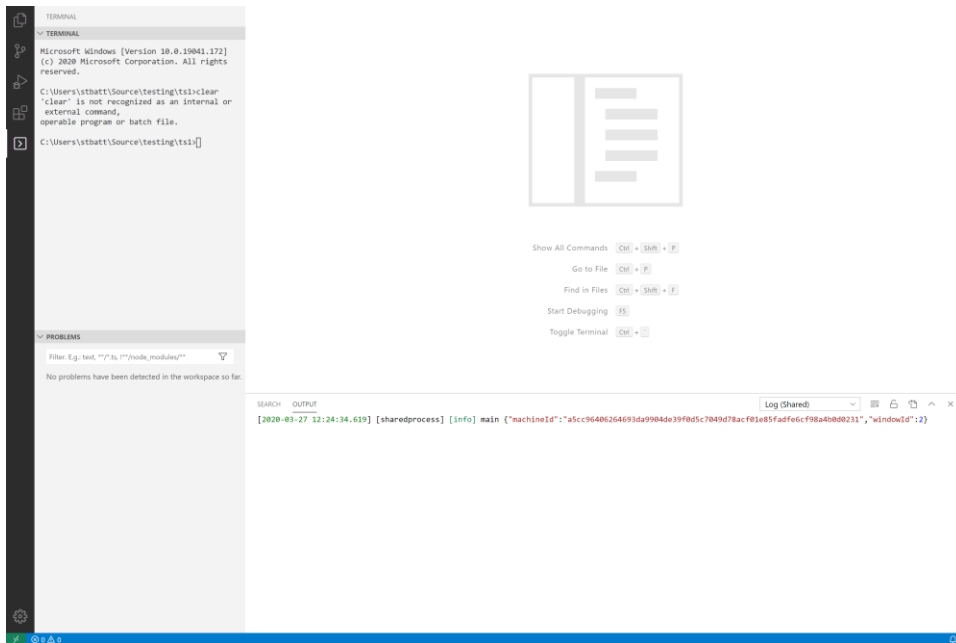 TERMINAL
TERMINAL
Microsoft Windows [Version 10.0.19041.172]
(c) 2020 Microsoft Corporation. All rights
reserved.
C:\Users\stbatt\Source\testing\ts1>clear
'clear' is not recognized as an internal or
external command,
operable program or batch file.
C:\Users\stbatt\Source\testing\ts1>
Show All Commands Ctrl + Shift + P
Go to File Ctrl + P
Find in Files Ctrl + Shift + F
Start Debugging F5
Toggle Terminal Ctrl + `
PROBLEMS
Filter. E.g.: text, **/*.ts, !**/node_modules/**
No problems have been detected in the workspace so far.
SEARCH OUTPUT Log (Shared)
[2020-03-27 12:24:34.619] [sharedprocess] [info] main {"machineId":"a5cc96406264693da9904de39f0d5c7049d78acf01e85fadfe6cf98a4b0d0231","windowId":2}
0 0